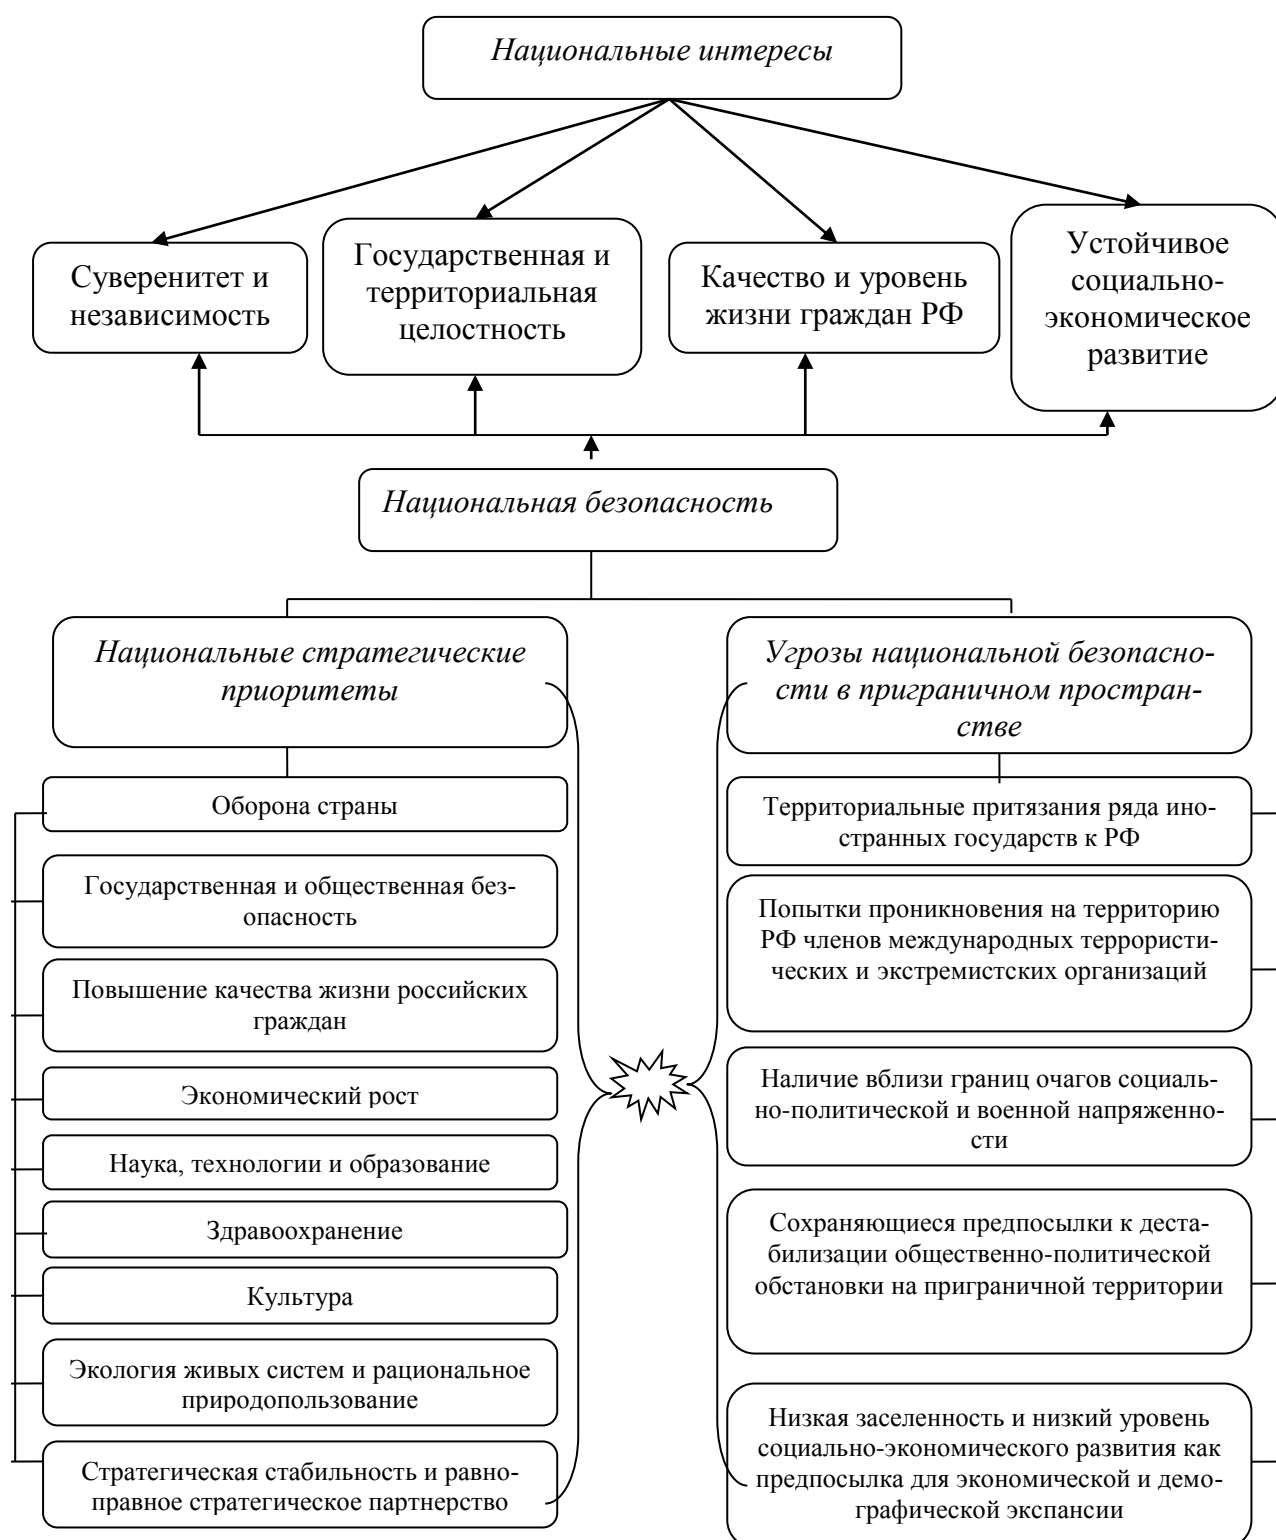 Национальные интересы
Суверенитет и
независимость
Государственная и
территориальная
целостность
Качество и уровень
жизни граждан РФ
Устойчивое
социально-
экономическое
развитие
Национальная безопасность
Национальные стратегические
приоритеты
Оборона страны
Государственная и общественная без-
опасность
Повышение качества жизни российских
граждан
Экономический рост
Наука, технологии и образование
Здравоохранение
Культура
Экология живых систем и рациональное
природопользование
Стратегическая стабильность и равно-
правное стратегическое партнерство
Угрозы национальной безопасно-
сти в приграничном простран-
стве
Территориальные притязания ряда ино-
странных государств к РФ
Попытки проникновения на территорию
РФ членов международных террористи-
ческих и экстремистских организаций
Наличие вблизи границ очагов социаль-
но-политической и военной напряженно-
сти
Сохраняющиеся предпосылки к деста-
билизации общественно-политической
обстановки на приграничной территории
Низкая заселенность и низкий уровень
социально-экономического развития как
предпосылка для экономической и демо-
графической экспансии